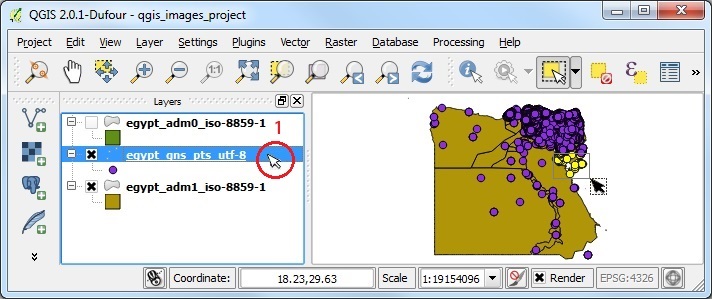 QGIS 2.0.1-Dufour - qgis_images_project
Project Edit View Layer Settings Plugins Vector Raster Database Processing Help
1:1
»
ε
Layers
egypt_adm0_iso-8859-1
1
egypt_gns_pts_utf-8
egypt_adm1_iso-8859-1
»
Coordinate: 18.23,29.63 Scale 1:19154096 Render EPSG:4326